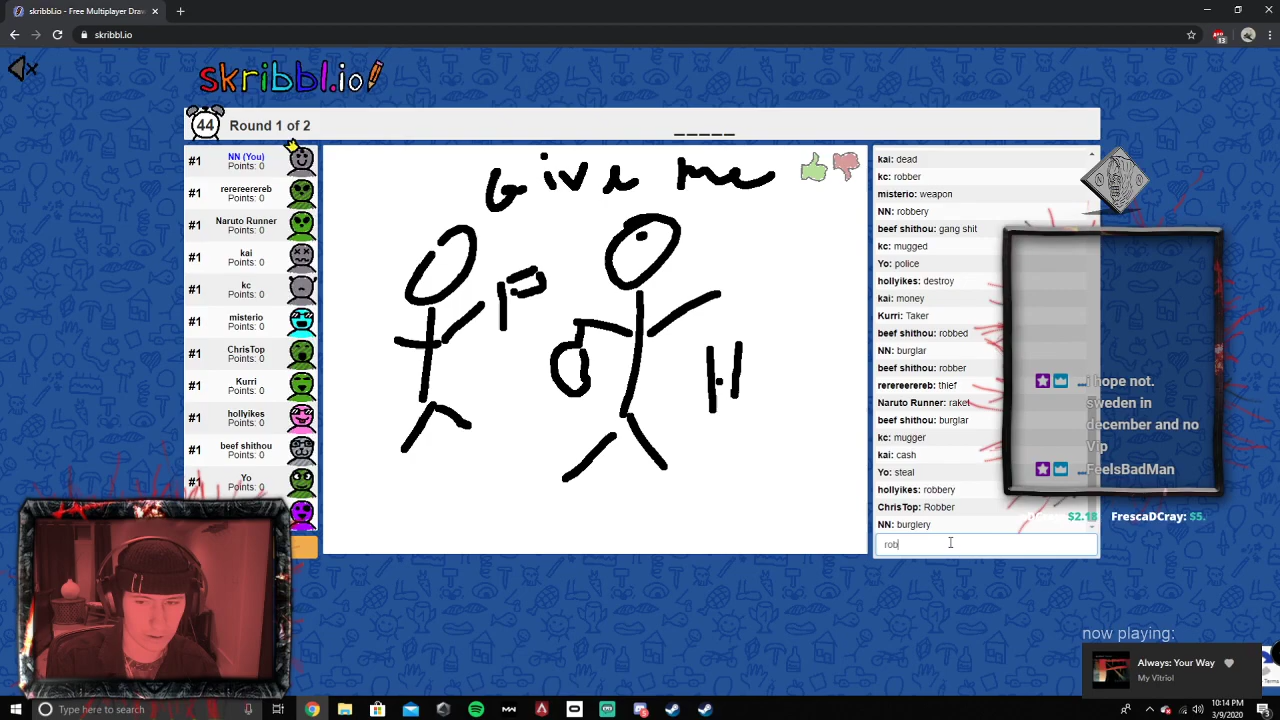 skribbl.io - Free Multiplayer Dra
skribbl.io
13
skribbl.io
44
Round 1 of 2
_____
#1
NN (You)
Points: 0
#1
rerereerereb
Points: 0
#1
Naruto Runner
Points: 0
#1
kai
Points: 0
#1
kc
Points: 0
#1
misterio
Points: 0
#1
ChrisTop
Points: 0
#1
Kurri
Points: 0
#1
hollyikes
Points: 0
#1
beef shithou
Points: 0
#1
Yo
Points: 0
Give me
kai: dead
kc: robber
misterio: weapon
NN: robbery
beef shithou: gang shit
kc: mugged
Yo: police
hollyikes: destroy
kai: money
Kurri: Taker
beef shithou: robbed
NN: burglar
beef shithou: robber
rerereerereb: thief
Naruto Runner: raket
beef shithou: burglar
kc: mugger
kai: cash
Yo: steal
hollyikes: robbery
ChrisTop: Robber
NN: burglery
rob
i hope not.
sweden in
december and no
Vip
FeelsBadMan
$2.18
FrescaDCray: $5.
now playing:
Always: Your Way
My Vitriol
Terms
Type here to search
10:14 PM
3/9/2020